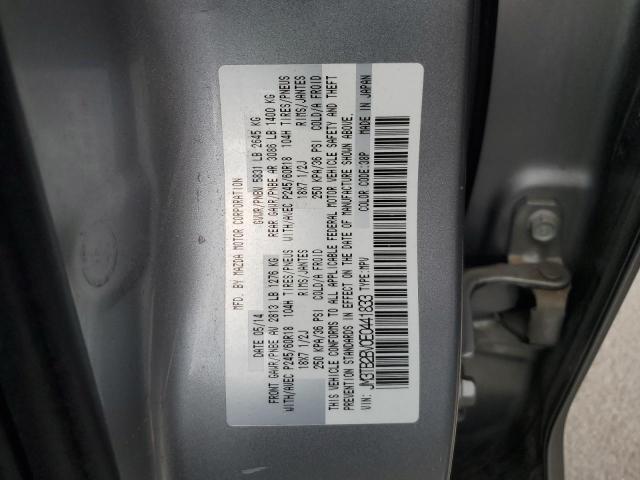 MFD. BY MAZDA MOTOR CORPORATION
DATE 05/14 GVWR/PNBV 5831 LB 2645 KG
FRONT GAWR/PNBE AV 2813 LB 1276 KG REAR GAWR/PNBE AR 3086 LB 1400 KG
WITH/AVEC P245/60R18 104H TIRES/PNEUS WITH/AVEC P245/60R18 104H TIRES/PNEUS
18X7 1/2J RIMS/JANTES 18X7 1/2J RIMS/JANTES
250 KPA/36 PSI COLD/A FROID 250 KPA/36 PSI COLD/A FROID
THIS VEHICLE CONFORMS TO ALL APPLICABLE FEDERAL MOTOR VEHICLE SAFETY AND THEFT
PREVENTION STANDARDS IN EFFECT ON THE DATE OF MANUFACTURE SHOWN ABOVE.
VIN: JM3TB2BV0E0441833 TYPE:MPV COLOR CODE:38P MADE IN JAPAN